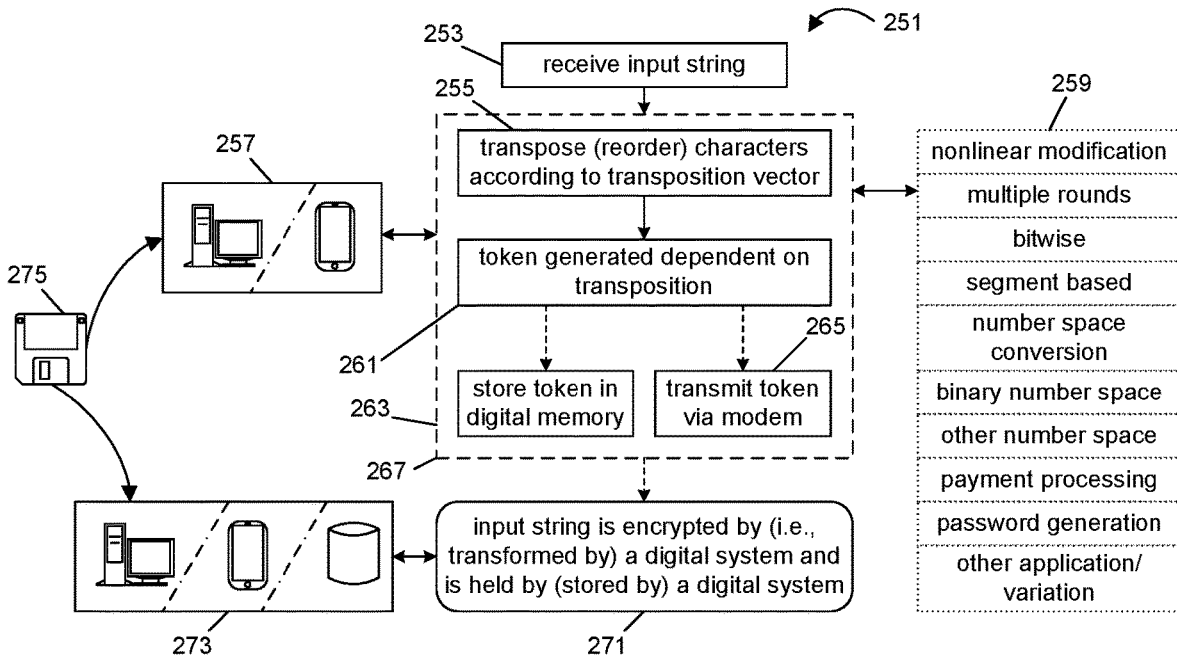 251
253
receive input string
255
transpose (reorder) characters
according to transposition vector
257
259
nonlinear modification
multiple rounds
bitwise
segment based
number space
conversion
binary number space
other number space
payment processing
password generation
other application/
variation
token generated dependent on
transposition
275
261
265
store token in
digital memory
transmit token
via modem
263
267
input string is encrypted by (i.e.,
transformed by) a digital system and
is held by (stored by) a digital system
273
271